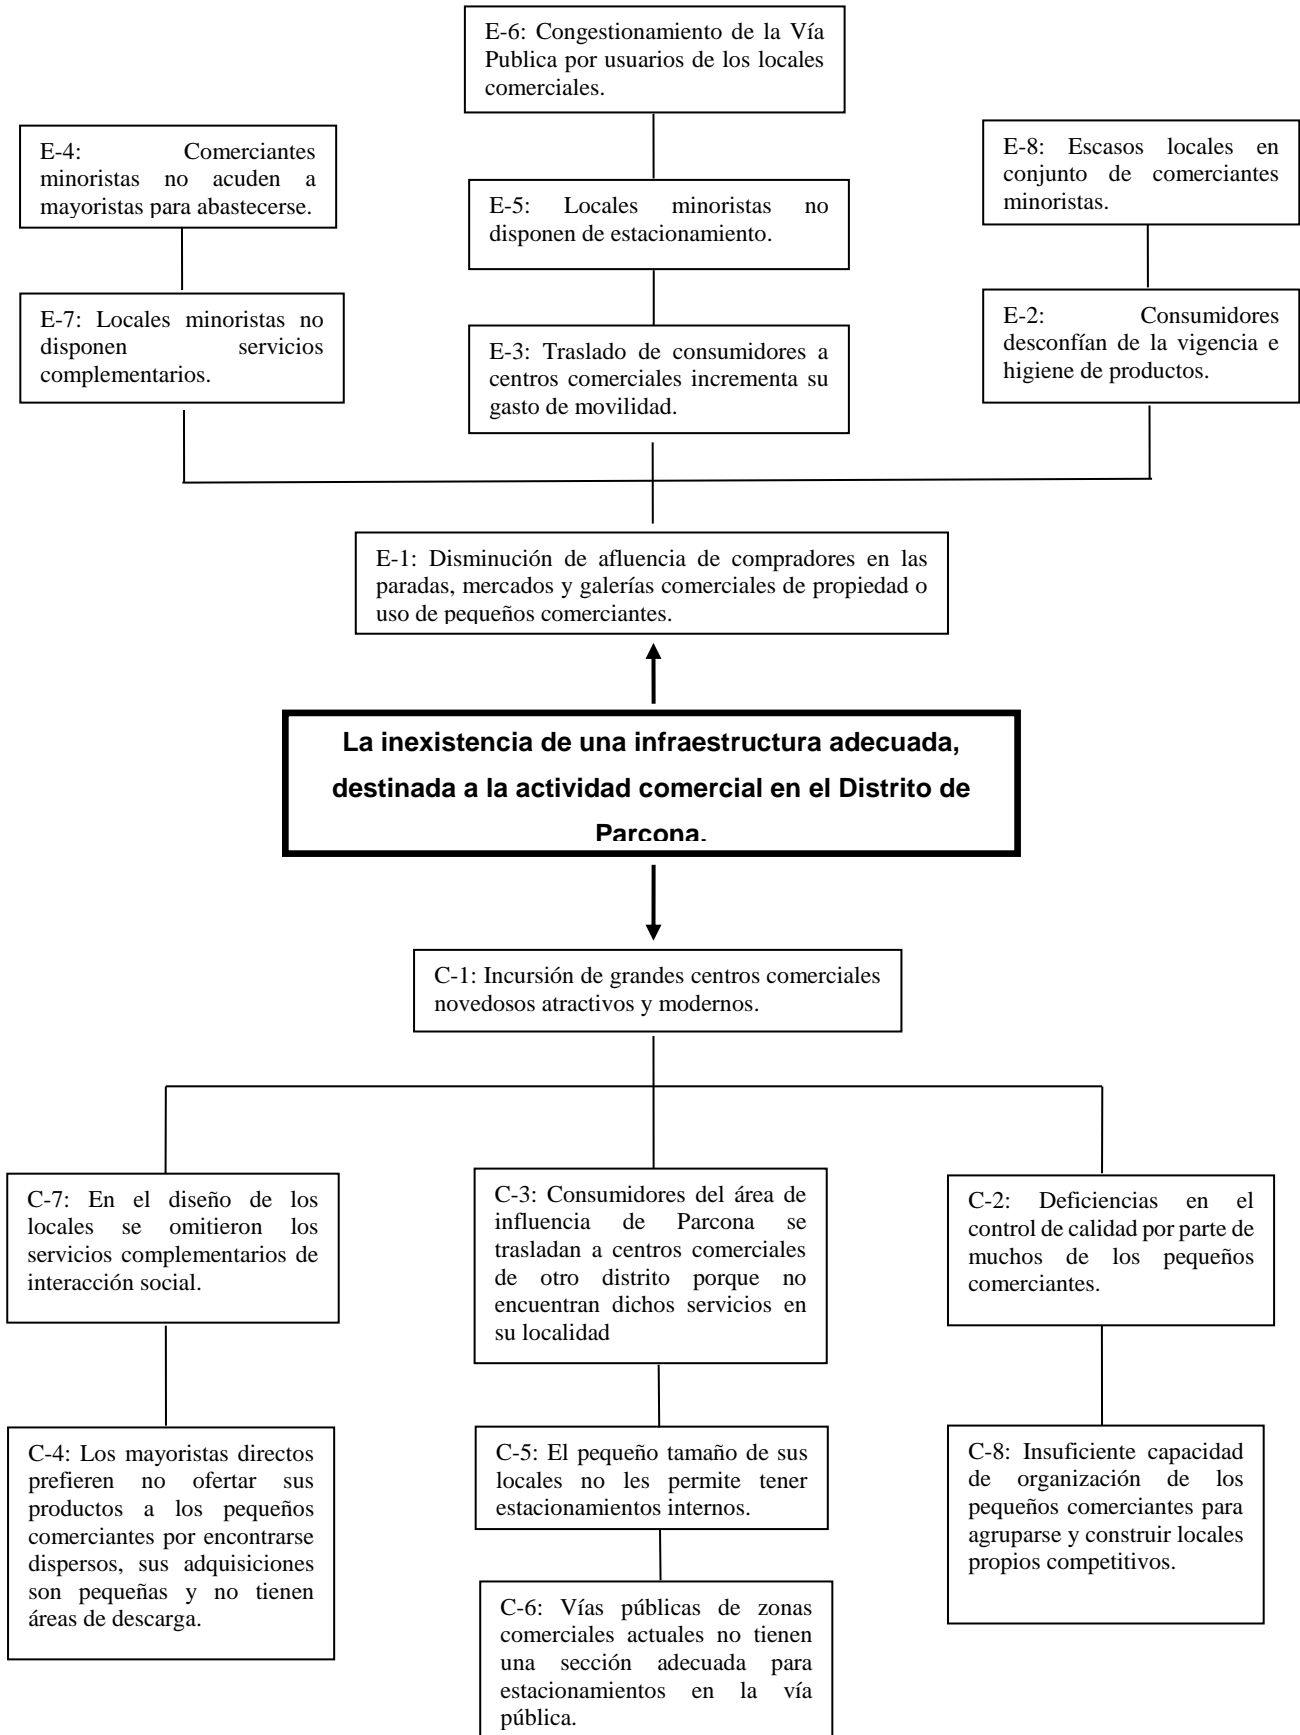 E-6: Congestionamiento de la Vía
Publica por usuarios de los locales
comerciales.
E-4: Comerciantes
minoristas no acuden a
mayoristas para abastecerse.
E-8: Escasos locales en
conjunto de comerciantes
minoristas.
E-5: Locales minoristas no
disponen de estacionamiento.
E-7: Locales minoristas no
disponen servicios
complementarios.
E-3: Traslado de consumidores a
centros comerciales incrementa su
gasto de movilidad.
E-2: Consumidores
desconfían de la vigencia e
higiene de productos.
E-1: Disminución de afluencia de compradores en las
paradas, mercados y galerías comerciales de propiedad o
uso de pequeños comerciantes.
La inexistencia de una infraestructura adecuada,
destinada a la actividad comercial en el Distrito de
Parcona.
C-1: Incursión de grandes centros comerciales
novedosos atractivos y modernos.
C-7: En el diseño de los
locales se omitieron los
servicios complementarios de
interacción social.
C-3: Consumidores del área de
influencia de Parcona se
trasladan a centros comerciales
de otro distrito porque no
encuentran dichos servicios en
su localidad
C-2: Deficiencias en el
control de calidad por parte de
muchos de los pequeños
comerciantes.
C-4: Los mayoristas directos
prefieren no ofertar sus
productos a los pequeños
comerciantes por encontrarse
dispersos, sus adquisiciones
son pequeñas y no tienen
áreas de descarga.
C-5: El pequeño tamaño de sus
locales no les permite tener
estacionamientos internos.
C-8: Insuficiente capacidad
de organización de los
pequeños comerciantes para
agruparse y construir locales
propios competitivos.
C-6: Vías públicas de zonas
comerciales actuales no tienen
una sección adecuada para
estacionamientos en la vía
pública.